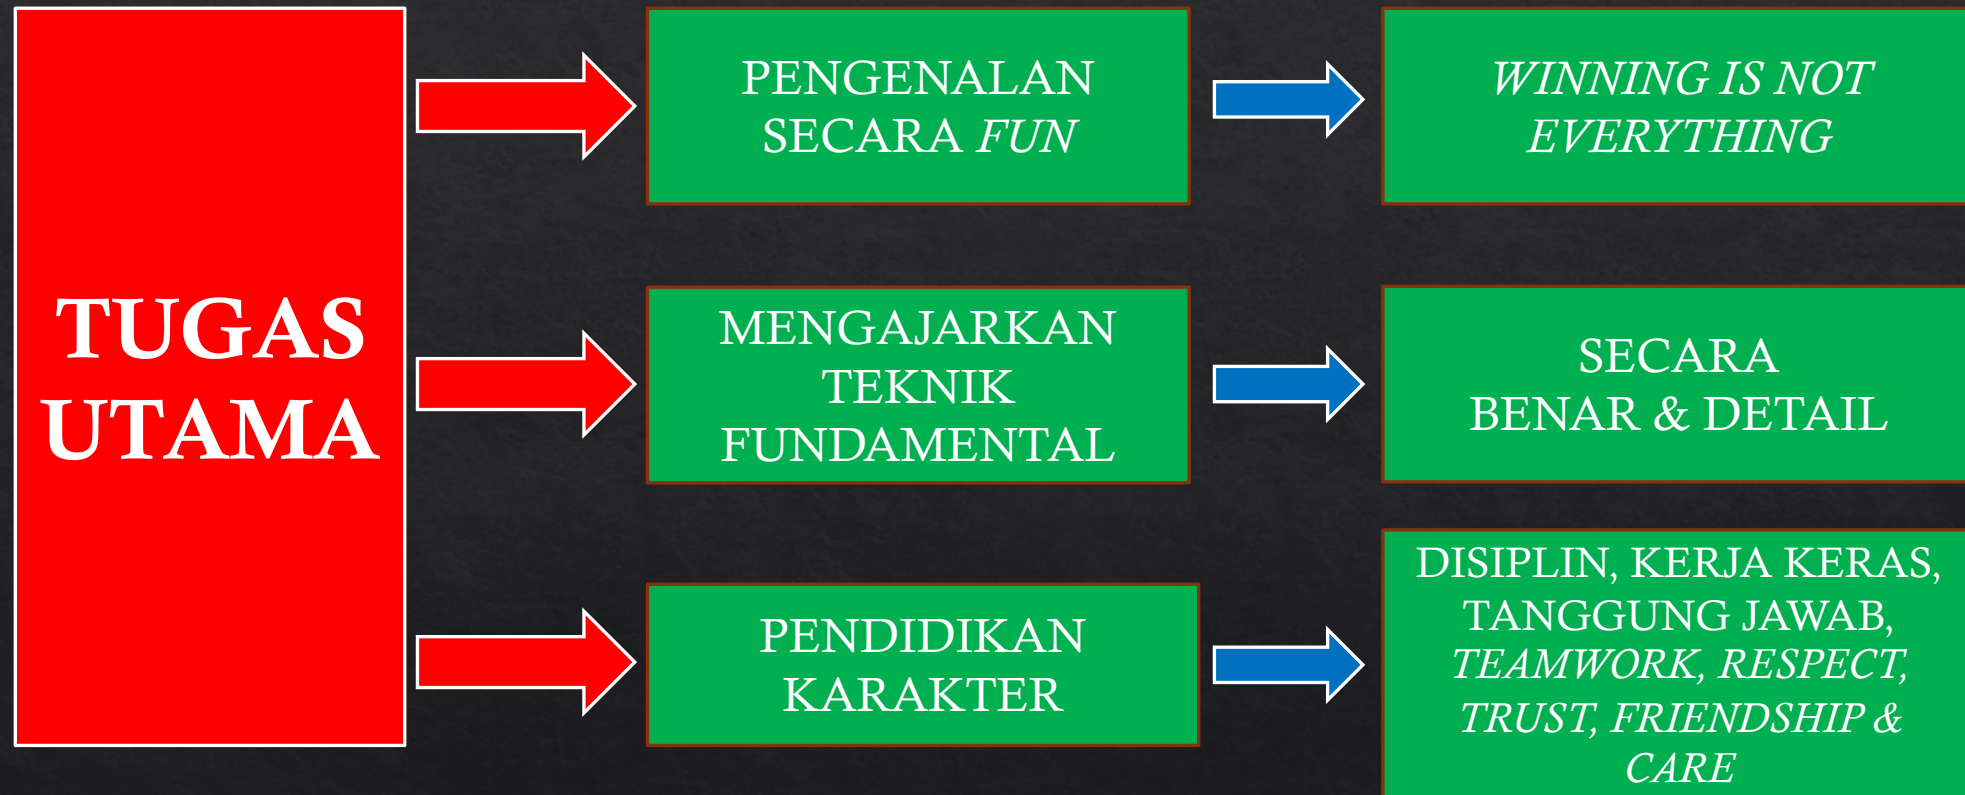 TUGAS
UTAMA
PENGENALAN
SECARA FUN
WINNING IS NOT
EVERYTHING
MENGAJARKAN
TEKNIK
FUNDAMENTAL
SECARA
BENAR & DETAIL
PENDIDIKAN
KARAKTER
DISIPLIN, KERJA KERAS,
TANGGUNG JAWAB,
TEAMWORK, RESPECT,
TRUST, FRIENDSHIP &
CARE